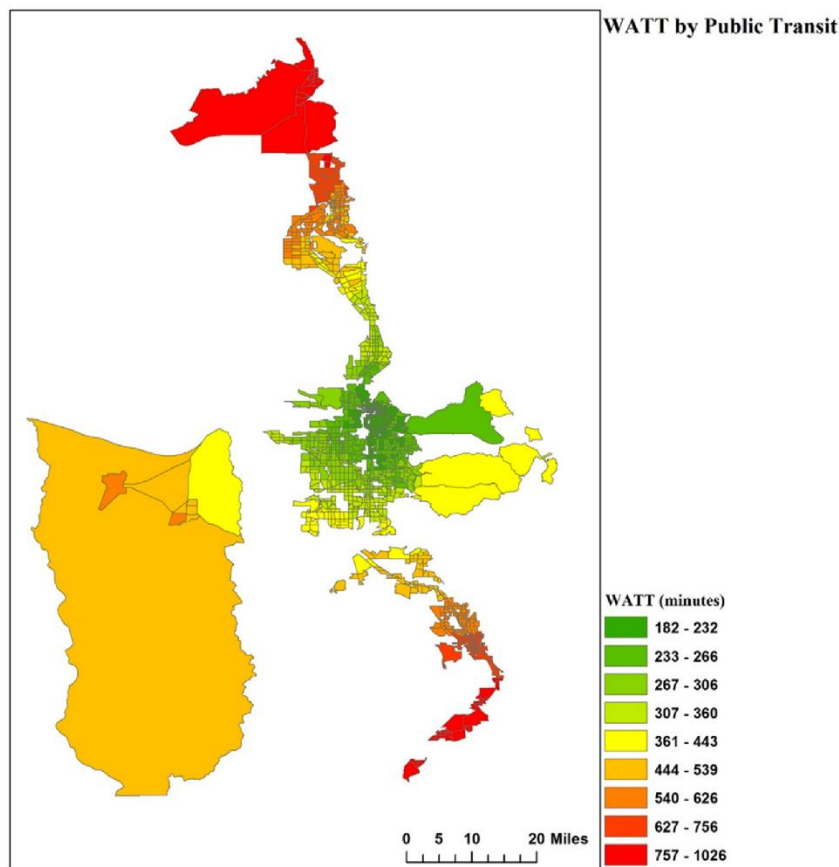 WATT by Public Transit
WATT (minutes)
182 - 232
233 - 266
267 - 306
307 - 360
361 - 443
444 - 539
540 - 626
627 - 756
757 - 1026
0 5 10 20 Miles